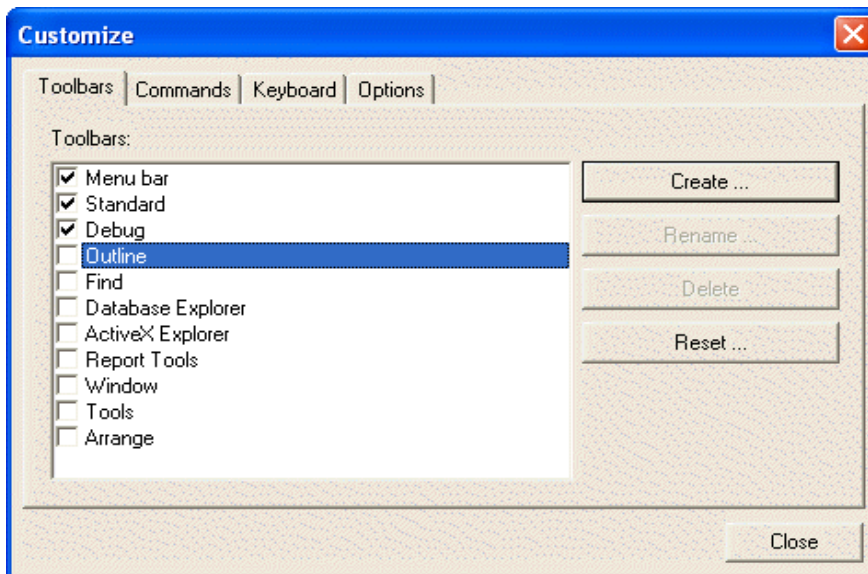 Customize
Toolbars Commands Keyboard Options
Toolbars:
Menu bar
Standard
Debug
Outline
Find
Database Explorer
ActiveX Explorer
Report Tools
Window
Tools
Arrange
Create ...
Rename ...
Delete
Reset ...
Close